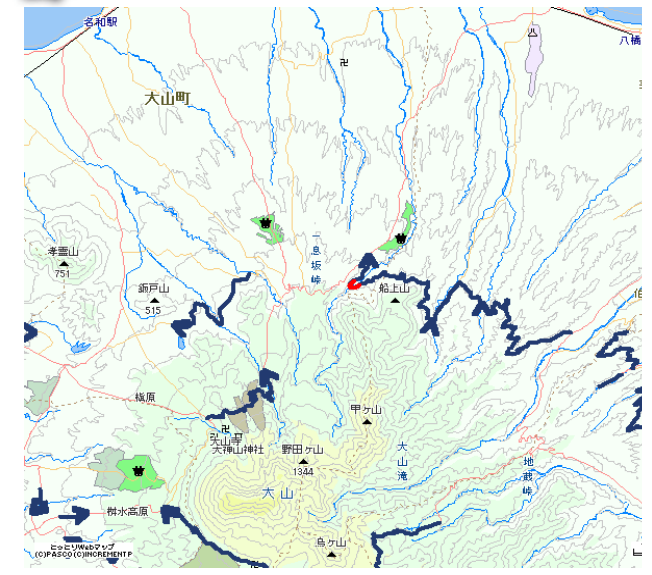 名和駅
八橋
大山町
一息坂峠
孝霊山
751
鈑戸山
515
船上山
槇原
甲ヶ山
大山寺
大神山神社
野田ヶ山
1344
大山滝
地蔵峠
大山
桝水高原
烏ヶ山
とっとりWebマップ
(C)PASCO(C)INCREMENTP